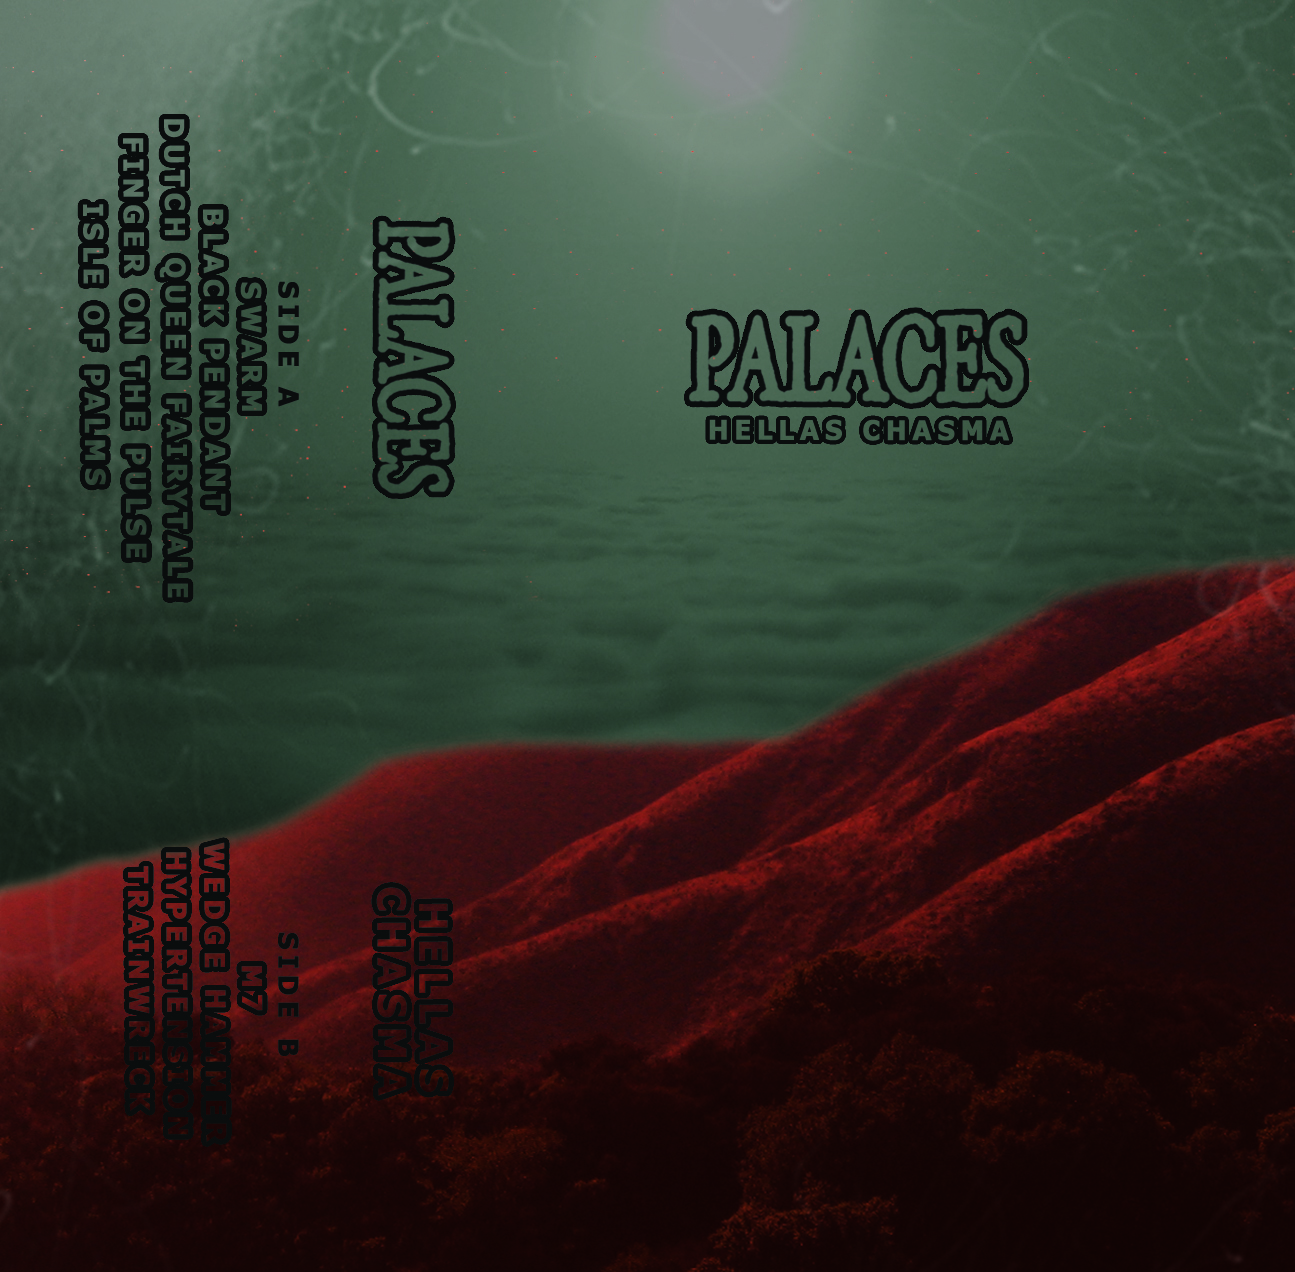 PALACES
HELLAS CHASMA
PALACES
HELLAS
CHASMA
SIDE A
SWARM
BLACK PENDANT
DUTCH QUEEN FAIRYTALE
FINGER ON THE PULSE
ISLE OF PALMS
SIDE B
M7
WEDGE HAMMER
HYPERTENSION
TRAINWRECK